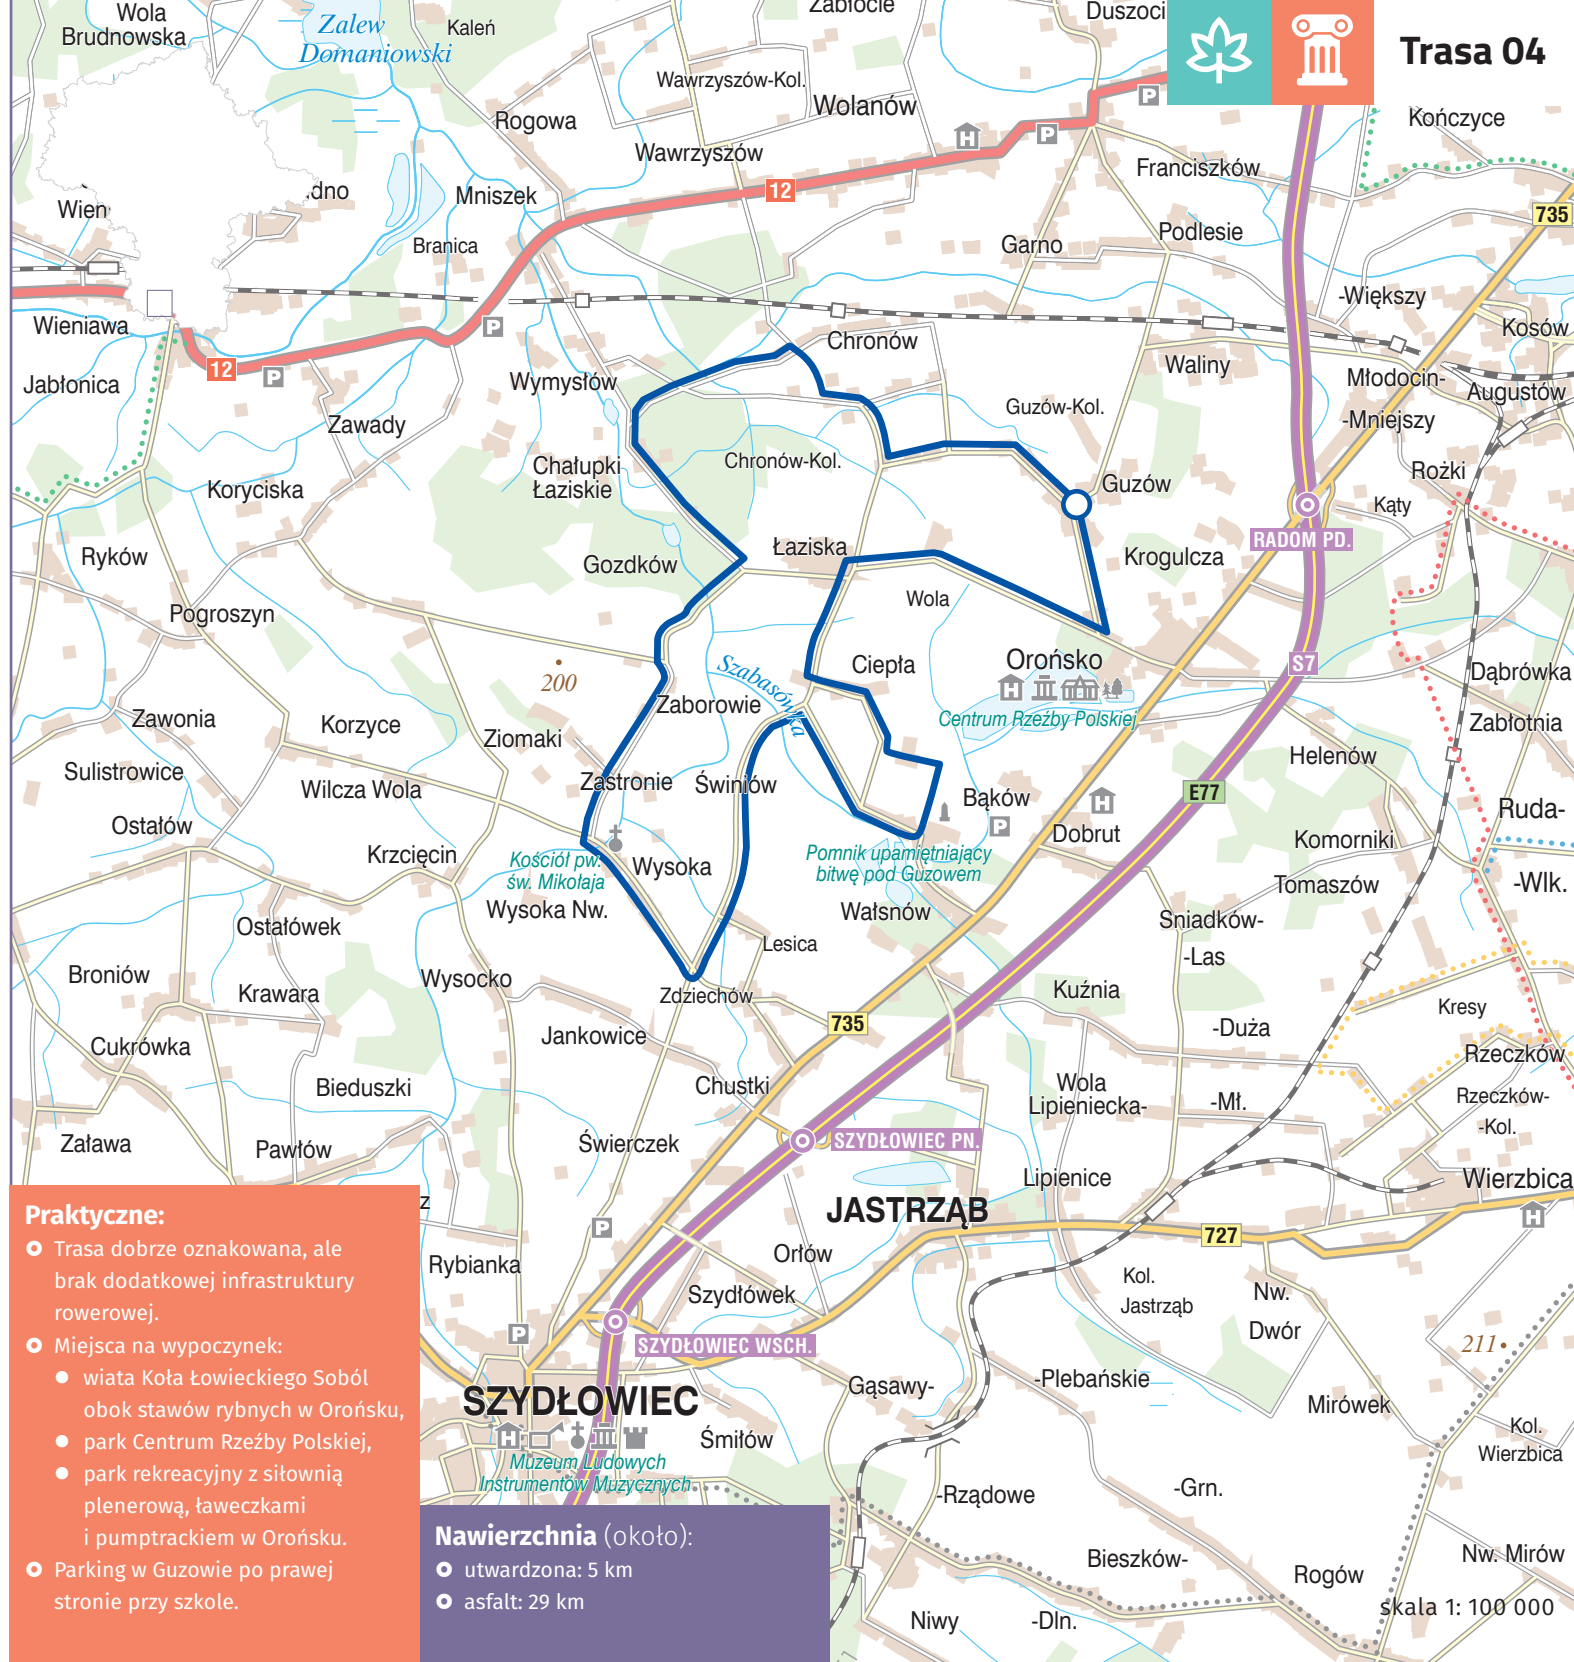 Wola
Brudnowska
Zalew
Domaniowski
Kaleń
Zabłocie
Duszoci
Trasa 04
Wawrzyszów-Kol.
Wolanów
P
Rogowa
H
P
Kończyce
Wawrzyszów
Franciszków
dno
Mniszek
12
Wien
735
Branica
Garno
Podlesie
-Większy
Wieniawa
P
Kosów
Chronów
12
P
Waliny
Jabłonica
Wymysłów
Młodocin-
Augustów
Zawady
Guzów-Kol.
-Mniejszy
Chałupki
Łaziskie
Chronów-Kol.
Rożki
Koryciska
Guzów
Kąty
RADOM PD.
Ryków
Gozdków
Łaziska
Krogulcza
Pogroszyn
Wola
Orońsko
S7
200
Szabasówka
Ciepła
H
Dąbrówka
Zawonia
Korzyce
Zaborowie
Centrum Rzeźby Polskiej
Zabłotnia
Ziomaki
Helenów
Sulistrowice
Wilcza Wola
Zastronie
Świniów
Bąków
H
E77
Ruda-
Ostałów
P
Dobrut
Komorniki
Krzcięcin
Kościół pw.
św. Mikołaja
Wysoka
Pomnik upamiętniający
bitwę pod Guzowem
Tomaszów
-Wlk.
Wysoka Nw.
Wałsnów
Ostałówek
Sniadków-
Lesica
-Las
Broniów
Wysocko
Krawara
Zdziechów
Kuźnia
Kresy
735
-Duża
Cukrówka
Jankowice
Rzeczków
Bieduszki
Chustki
Wola
Lipieniecka-
-Mł.
Rzeczków-
-Kol.
Zaława
Pawłów
Świerczek
SZYDŁOWIEC PN.
Lipienice
Wierzbica
z
JASTRZĄB
H
P
727
Rybianka
Orłów
Kol.
Jastrząb
Nw.
Dwór
Szydłówek
P
SZYDŁOWIEC WSCH.
211
SZYDŁOWIEC
Gąsawy-
-Plebańskie
Mirówek
H
Śmiłów
Kol.
Wierzbica
Muzeum Ludowych
Instrumentów Muzycznych
-Rządowe
-Grn.
Bieszków-
Rogów
Nw. Mirów
Niwy
-Dln.
skala 1: 100 000
Praktyczne:
Trasa dobrze oznakowana, ale
brak dodatkowej infrastruktury
rowerowej.
Miejsca na wypoczynek:
wiata Koła Łowieckiego Soból
obok stawów rybnych w Orońsku,
park Centrum Rzeźby Polskiej,
park rekreacyjny z siłownią
plenerową, ławeczkami
i pumptrackiem w Orońsku.
Parking w Guzowie po prawej
stronie przy szkole.
Nawierzchnia (około):
utwardzona: 5 km
asfalt: 29 km